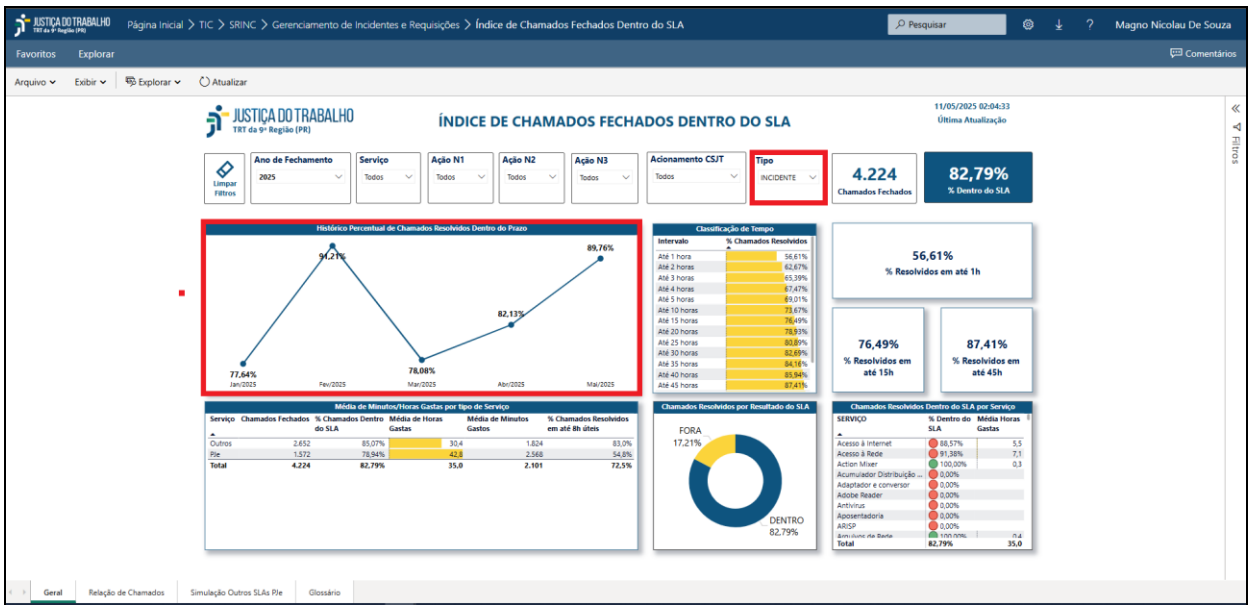 JUSTIÇA DO TRABALHO
TRT da 9ª Região (PR)
Página Inicial > TIC > SRINC > Gerenciamento de Incidentes e Requisições > Índice de Chamados Fechados Dentro do SLA
Pesquisar
?
Magno Nicolau De Souza
Favoritos Explorar
Comentários
Arquivo Exibir Explorar Atualizar
JUSTIÇA DO TRABALHO
TRT da 9ª Região (PR)
ÍNDICE DE CHAMADOS FECHADOS DENTRO DO SLA
11/05/2025 02:04:33
Última Atualização
Filtros
Limpar
Filtros
Ano de Fechamento
2025
Serviço
Todos
Ação N1
Todos
Ação N2
Todos
Ação N3
Todos
Acionamento CSJT
Todos
Tipo
INCIDENTE
4.224
Chamados Fechados
82,79%
% Dentro do SLA
Histórico Percentual de Chamados Resolvidos Dentro do Prazo
77,64%
91,21%
78,08%
82,13%
89,76%
Jan/2025 Fev/2025 Mar/2025 Abr/2025 Mai/2025
Classificação de Tempo
Intervalo % Chamados Resolvidos
Até 1 hora 56,61%
Até 2 horas 62,67%
Até 3 horas 65,39%
Até 4 horas 67,47%
Até 5 horas 69,01%
Até 10 horas 73,67%
Até 15 horas 76,49%
Até 20 horas 78,93%
Até 25 horas 80,89%
Até 30 horas 82,69%
Até 35 horas 84,16%
Até 40 horas 85,94%
Até 45 horas 87,41%
56,61%
% Resolvidos em até 1h
76,49%
% Resolvidos em
até 15h
87,41%
% Resolvidos em
até 45h
Média de Minutos/Horas Gastas por tipo de Serviço
Serviço Chamados Fechados % Chamados Dentro Média de Horas Média de Minutos % Chamados Resolvidos
do SLA Gastas Gastos em até 8h úteis
Outros 2.652 85,07% 30,4 1.824 83,0%
PJe 1.572 78,94% 42,8 2.568 54,8%
Total 4.224 82,79% 35,0 2.101 72,5%
Chamados Resolvidos por Resultado do SLA
FORA
17,21%
DENTRO
82,79%
Chamados Resolvidos Dentro do SLA por Serviço
SERVIÇO % Dentro do Média Horas
SLA Gastas
Acesso à Internet 88,57% 5,5
Acesso à Rede 91,38% 7,1
Action Mixer 100,00% 0,3
Acumulador Distribuição ... 0,00%
Adaptador e conversor 0,00%
Adobe Reader 0,00%
Antivirus 0,00%
Aposentadoria 0,00%
ARISP 0,00%
Arquivos de Rede 100,00% 0,4
Total 82,79% 35,0
Geral Relação de Chamados Simulação Outros SLAs PJe Glossário